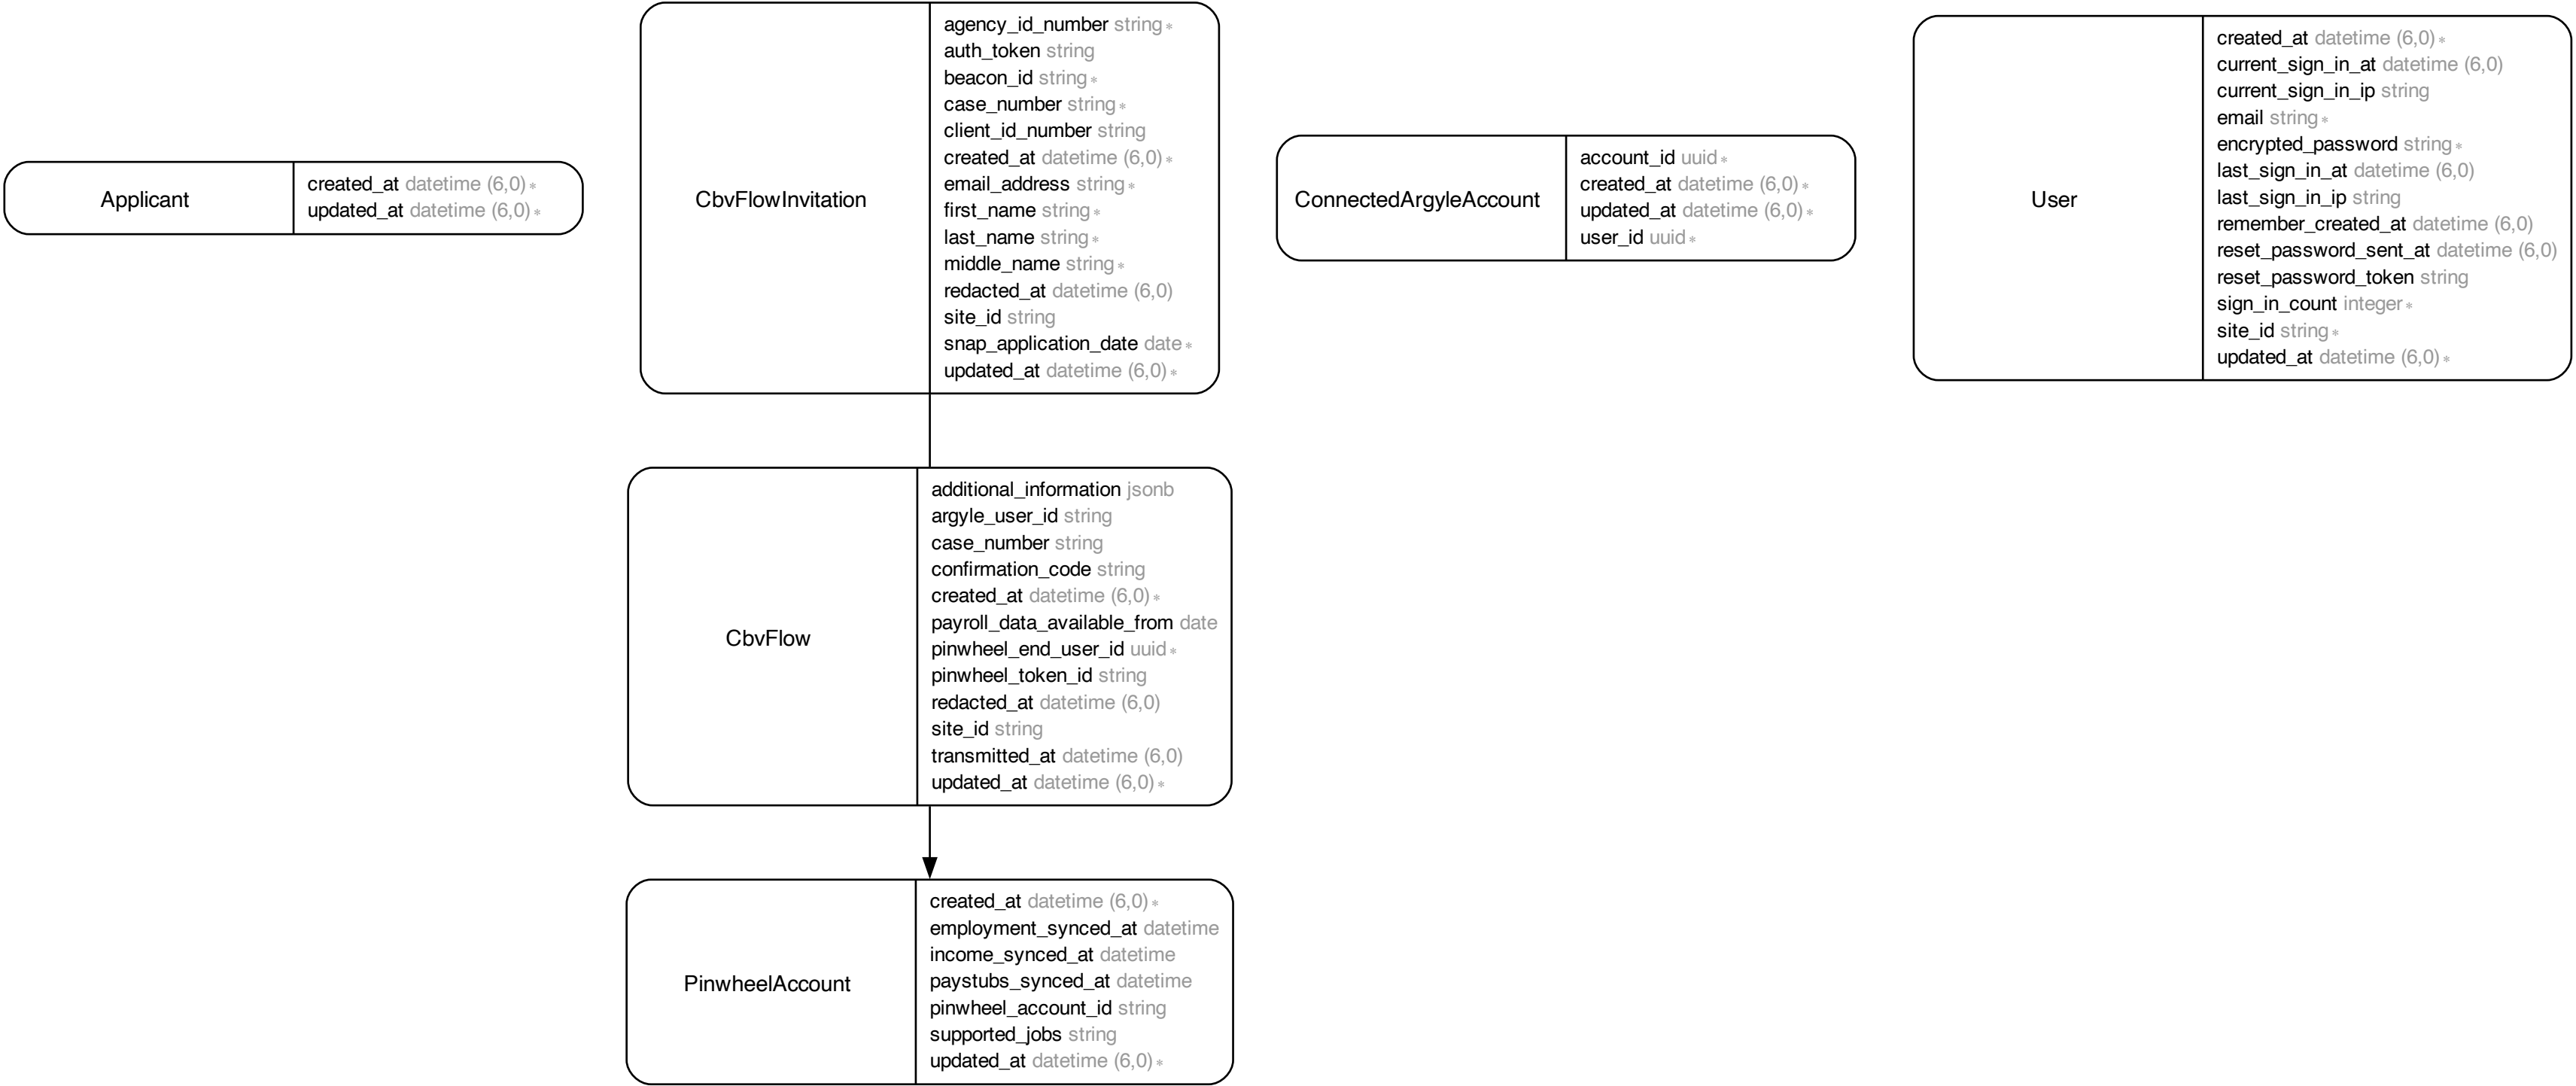 Applicant
created_at datetime (6,0) *
updated_at datetime (6,0) *
CbvFlowInvitation
agency_id_number string *
auth_token string
beacon_id string *
case_number string *
client_id_number string
created_at datetime (6,0) *
email_address string *
first_name string *
last_name string *
middle_name string *
redacted_at datetime (6,0)
site_id string
snap_application_date date *
updated_at datetime (6,0) *
ConnectedArgyleAccount
account_id uuid *
created_at datetime (6,0) *
updated_at datetime (6,0) *
user_id uuid *
User
created_at datetime (6,0) *
current_sign_in_at datetime (6,0)
current_sign_in_ip string
email string *
encrypted_password string *
last_sign_in_at datetime (6,0)
last_sign_in_ip string
remember_created_at datetime (6,0)
reset_password_sent_at datetime (6,0)
reset_password_token string
sign_in_count integer *
site_id string *
updated_at datetime (6,0) *
CbvFlow
additional_information jsonb
argyle_user_id string
case_number string
confirmation_code string
created_at datetime (6,0) *
payroll_data_available_from date
pinwheel_end_user_id uuid *
pinwheel_token_id string
redacted_at datetime (6,0)
site_id string
transmitted_at datetime (6,0)
updated_at datetime (6,0) *
PinwheelAccount
created_at datetime (6,0) *
employment_synced_at datetime
income_synced_at datetime
paystubs_synced_at datetime
pinwheel_account_id string
supported_jobs string
updated_at datetime (6,0) *